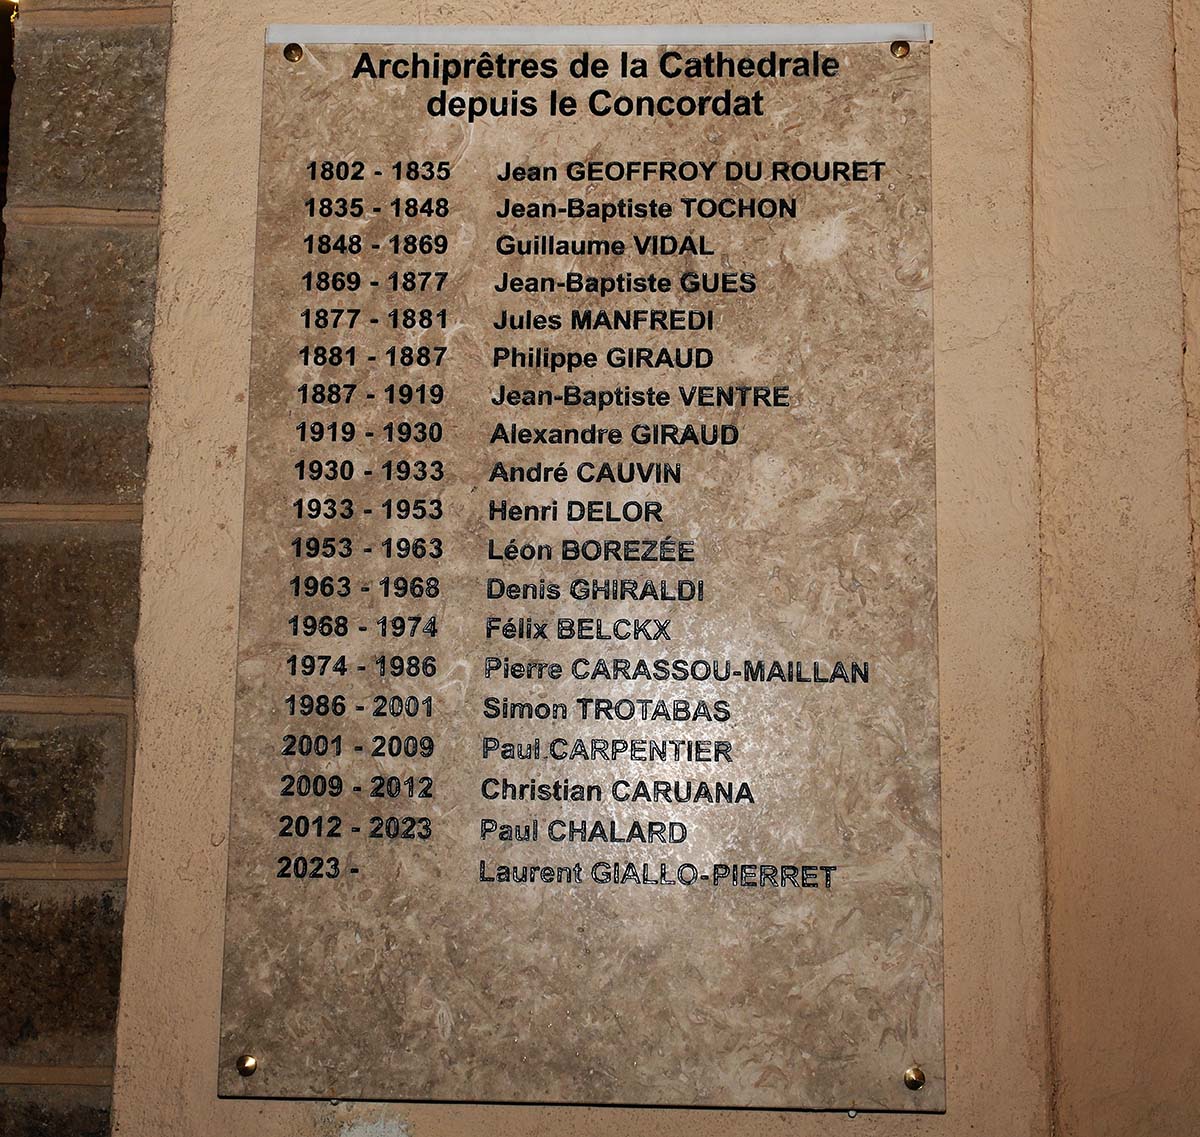 Archiprêtres de la Cathedrale
depuis le Concordat
1802 - 1835 Jean GEOFFROY DU ROURET
1835 - 1848 Jean-Baptiste TOCHON
1848 - 1869 Guillaume VIDAL
1869 - 1877 Jean-Baptiste GUES
1877 - 1881 Jules MANFREDI
1881 - 1887 Philippe GIRAUD
1887 - 1919 Jean-Baptiste VENTRE
1919 - 1930 Alexandre GIRAUD
1930 - 1933 André CAUVIN
1933 - 1953 Henri DELOR
1953 - 1963 Léon BOREZÉE
1963 - 1968 Denis GHIRALDI
1968 - 1974 Félix BELCKX
1974 - 1986 Pierre CARASSOU-MAILLAN
1986 - 2001 Simon TROTABAS
2001 - 2009 Paul CARPENTIER
2009 - 2012 Christian CARUANA
2012 - 2023 Paul CHALARD
2023 - Laurent GIALLO-PIERRET